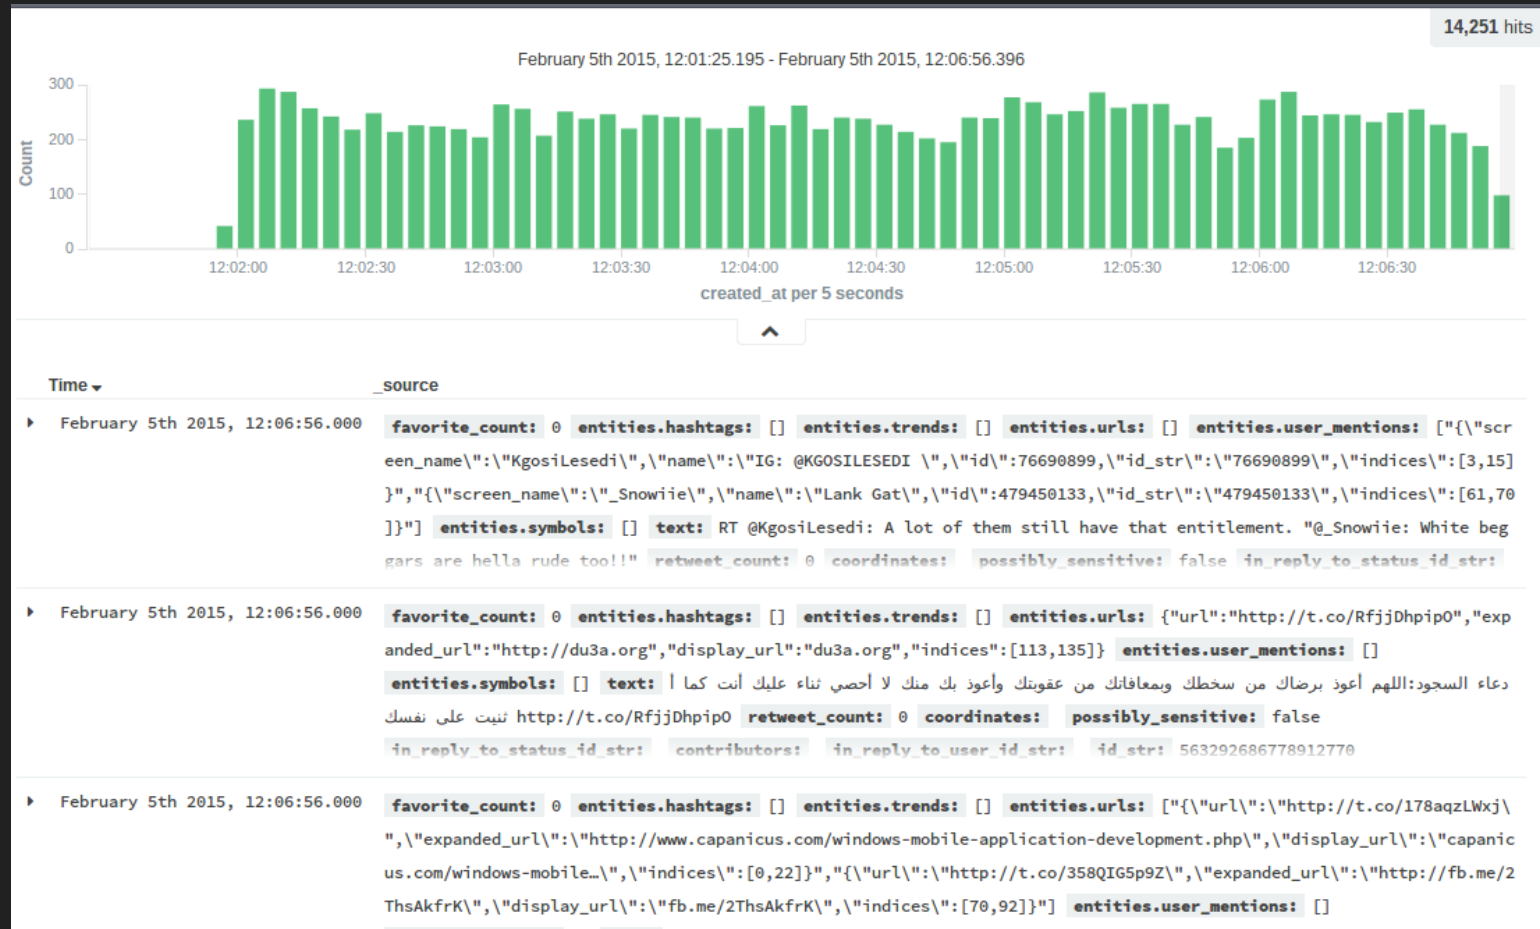 14,251 hits
February 5th 2015, 12:01:25.195 - February 5th 2015, 12:06:56.396
300
200
100
0
Count
12:02:00 12:02:30 12:03:00 12:03:30 12:04:00 12:04:30 12:05:00 12:05:30 12:06:00 12:06:30
created_at per 5 seconds
Time _source
February 5th 2015, 12:06:56.000 favorite_count: 0 entities.hashtags: [] entities.trends: [] entities.urls: [] entities.user_mentions: ["{\"scr
een_name\":\"KgosiLesedi\",\"name\":\"IG: @KGOSILESEDI \",\"id\":76690899,\"id_str\":\"76690899\",\"indices\":[3,15]
}","{\"screen_name\":\"_Snowiie\",\"name\":\"Lank Gat\",\"id\":479450133,\"id_str\":\"479450133\",\"indices\":[61,70
]}"] entities.symbols: [] text: RT @KgosiLesedi: A lot of them still have that entitlement. "@_Snowiie: White beg
gars are hella rude too!!" retweet_count: 0 coordinates: possibly_sensitive: false in_reply_to_status_id_str:
February 5th 2015, 12:06:56.000 favorite_count: 0 entities.hashtags: [] entities.trends: [] entities.urls: {"url":"http://t.co/RfjjDhpipO","exp
anded_url":"http://du3a.org","display_url":"du3a.org","indices":[113,135]} entities.user_mentions: []
entities.symbols: [] text: دعاء السجود:اللهم أعوذ برضاك من سخطك وبمعافاتك من عقوبتك وأعوذ بك منك لا أحصي ثناء عليك أنت كما أ
ثنيت على نفسك http://t.co/RfjjDhpipO retweet_count: 0 coordinates: possibly_sensitive: false
in_reply_to_status_id_str: contributors: in_reply_to_user_id_str: id_str: 563292686778912770
February 5th 2015, 12:06:56.000 favorite_count: 0 entities.hashtags: [] entities.trends: [] entities.urls: ["{\"url\":\"http://t.co/178aqzLWxj\
",\"expanded_url\":\"http://www.capanicus.com/windows-mobile-application-development.php\",\"display_url\":\"capanic
us.com/windows-mobile…\",\"indices\":[0,22]}","{\"url\":\"http://t.co/358QIG5p9Z\",\"expanded_url\":\"http://fb.me/2
ThsAkfrK\",\"display_url\":\"fb.me/2ThsAkfrK\",\"indices\":[70,92]}"] entities.user_mentions: []